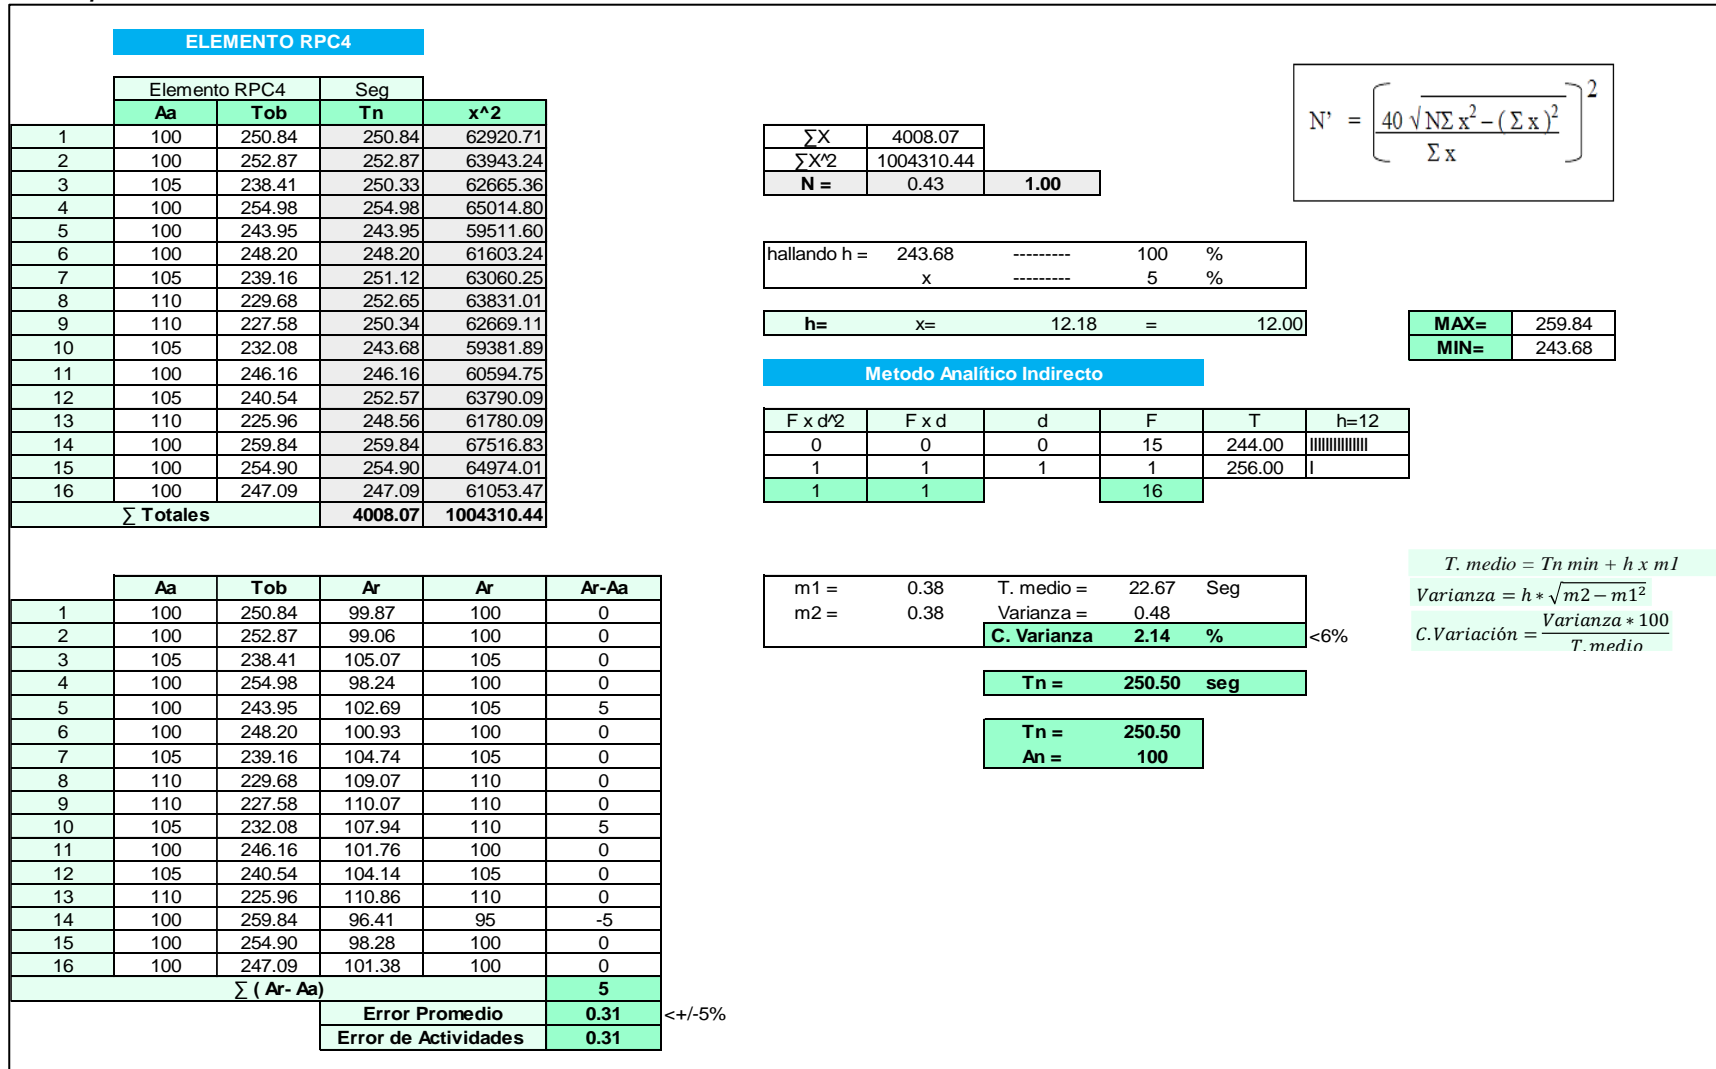 ELEMENTO RPC4
Elemento RPC4 Seg
Aa Tob Tn x^2
1 100 250.84 250.84 62920.71
2 100 252.87 252.87 63943.24
3 105 238.41 250.33 62665.36
4 100 254.98 254.98 65014.80
5 100 243.95 243.95 59511.60
6 100 248.20 248.20 61603.24
7 105 239.16 251.12 63060.25
8 110 229.68 252.65 63831.01
9 110 227.58 250.34 62669.11
10 105 232.08 243.68 59381.89
11 100 246.16 246.16 60594.75
12 105 240.54 252.57 63790.09
13 110 225.96 248.56 61780.09
14 100 259.84 259.84 67516.83
15 100 254.90 254.90 64974.01
16 100 247.09 247.09 61053.47
∑ Totales 4008.07 1004310.44
∑X 4008.07
∑X^2 1004310.44
N = 0.43 1.00
N' = [40 √NΣx² – (Σx)² / Σx]²
hallando h = 243.68 --------- 100 %
x --------- 5 %
h= x= 12.18 = 12.00
MAX= 259.84
MIN= 243.68
Metodo Analítico Indirecto
F x d^2 F x d d F T h=12
0 0 0 15 244.00 IIIIIIIIIIIIIII
1 1 1 1 256.00 I
1 1 16
Aa Tob Ar Ar Ar-Aa
1 100 250.84 99.87 100 0
2 100 252.87 99.06 100 0
3 105 238.41 105.07 105 0
4 100 254.98 98.24 100 0
5 100 243.95 102.69 105 5
6 100 248.20 100.93 100 0
7 105 239.16 104.74 105 0
8 110 229.68 109.07 110 0
9 110 227.58 110.07 110 0
10 105 232.08 107.94 110 5
11 100 246.16 101.76 100 0
12 105 240.54 104.14 105 0
13 110 225.96 110.86 110 0
14 100 259.84 96.41 95 -5
15 100 254.90 98.28 100 0
16 100 247.09 101.38 100 0
∑ ( Ar- Aa) 5
Error Promedio 0.31 <+/-5%
Error de Actividades 0.31
m1 = 0.38 T. medio = 22.67 Seg
m2 = 0.38 Varianza = 0.48
C. Varianza 2.14 % <6%
Tn = 250.50 seg
Tn = 250.50
An = 100
T. medio = Tn min + h x m1
Varianza = h * √m2 − m1²
C.Variación = Varianza * 100 / T.medio